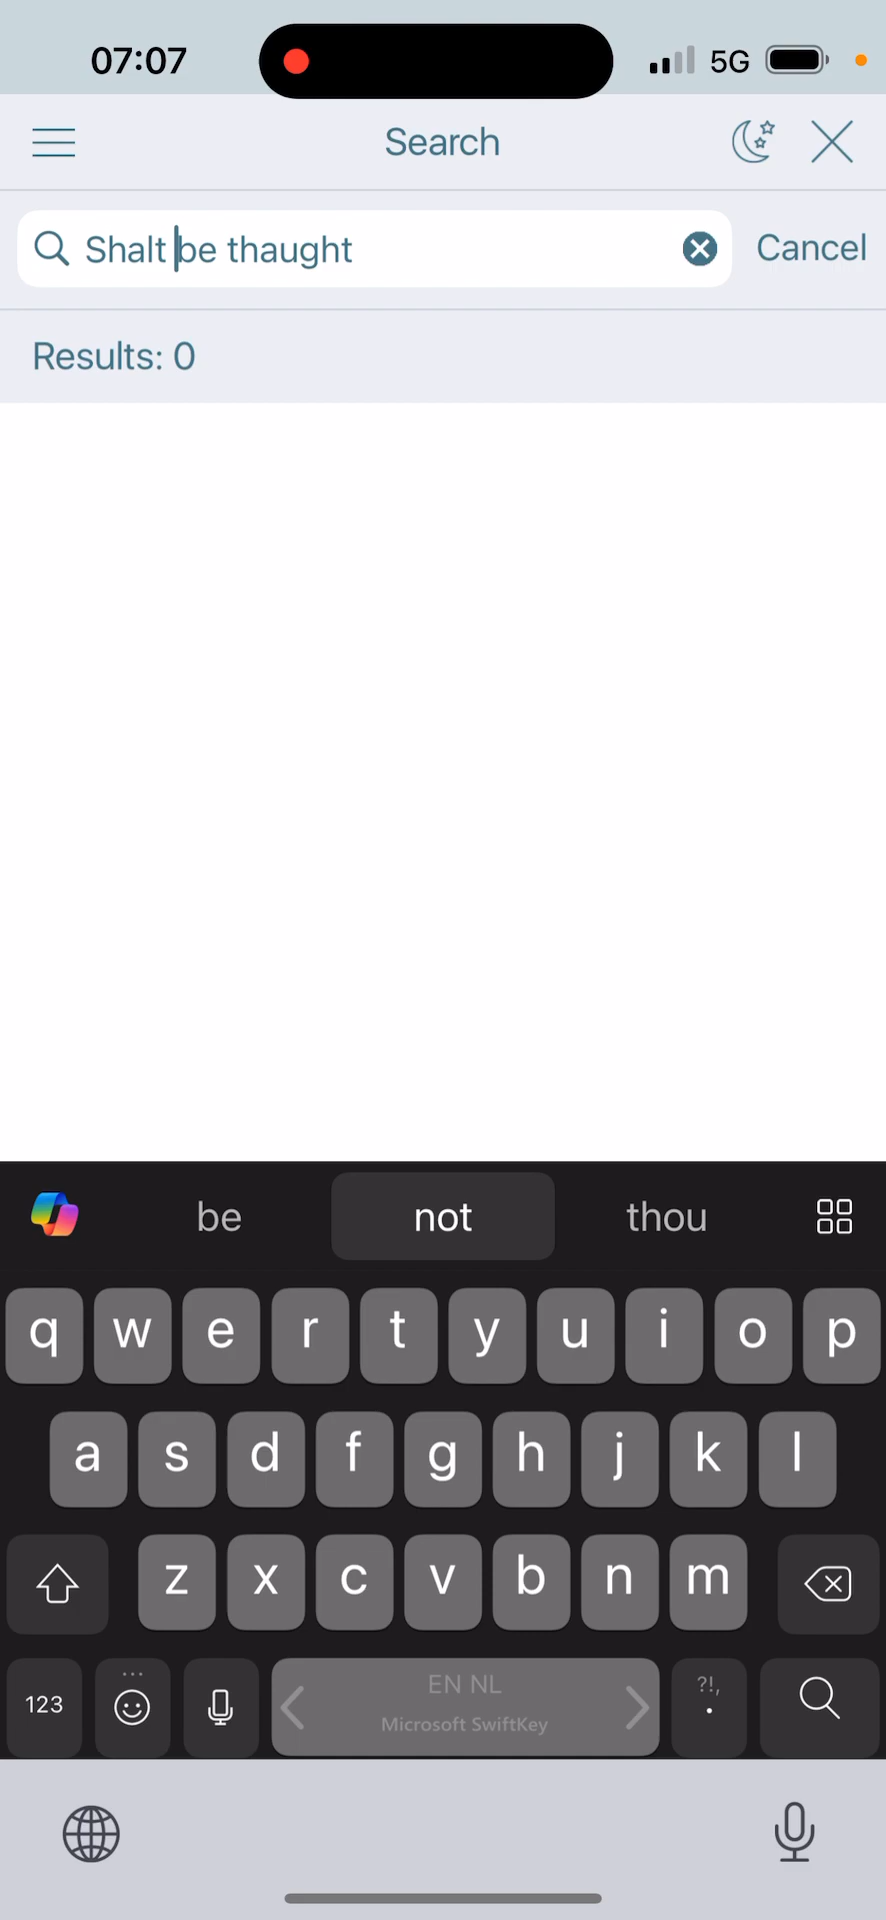 07:07 5G
Search
Shalt be thaught Cancel
Results: 0
be not thou
q w e r t y u i o p
a s d f g h j k l
z x c v b n m
123 EN NL ?!, .
Microsoft SwiftKey